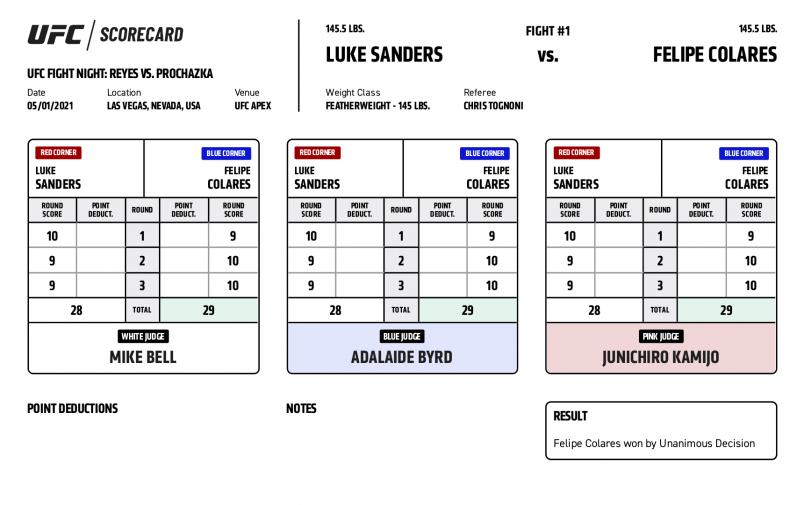 UFC SCORECARD
UFC FIGHT NIGHT: REYES VS. PROCHAZKA
Date Location Venue
05/01/2021 LAS VEGAS, NEVADA, USA UFC APEX
145.5 LBS. FIGHT #1 145.5 LBS.
LUKE SANDERS VS. FELIPE COLARES
Weight Class Referee
FEATHERWEIGHT - 145 LBS. CHRIS TOGNONI
RED CORNER BLUE CORNER
LUKE FELIPE
SANDERS COLARES
ROUND SCORE POINT DEDUCT. ROUND POINT DEDUCT. ROUND SCORE
10 1 9
9 2 10
9 3 10
28 TOTAL 29
WHITE JUDGE
MIKE BELL
RED CORNER BLUE CORNER
LUKE FELIPE
SANDERS COLARES
ROUND SCORE POINT DEDUCT. ROUND POINT DEDUCT. ROUND SCORE
10 1 9
9 2 10
9 3 10
28 TOTAL 29
BLUE JUDGE
ADALAIDE BYRD
RED CORNER BLUE CORNER
LUKE FELIPE
SANDERS COLARES
ROUND SCORE POINT DEDUCT. ROUND POINT DEDUCT. ROUND SCORE
10 1 9
9 2 10
9 3 10
28 TOTAL 29
PINK JUDGE
JUNICHIRO KAMIJO
POINT DEDUCTIONS
NOTES
RESULT
Felipe Colares won by Unanimous Decision